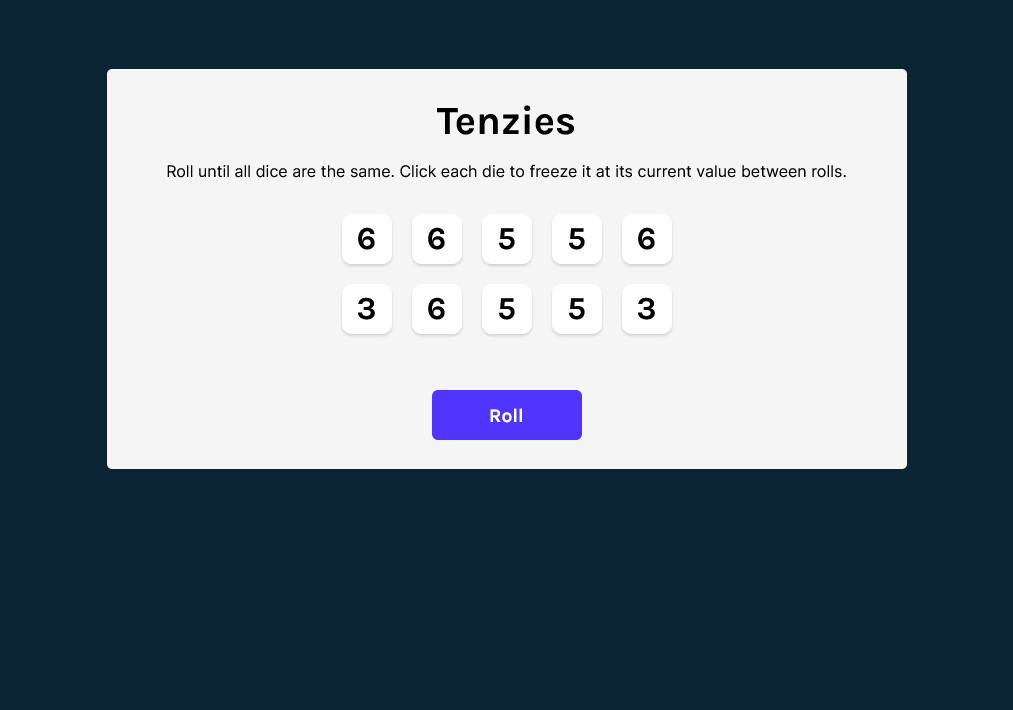 Tenzies
Roll until all dice are the same. Click each die to freeze it at its current value between rolls.
6 6 5 5 6
3 6 5 5 3
Roll